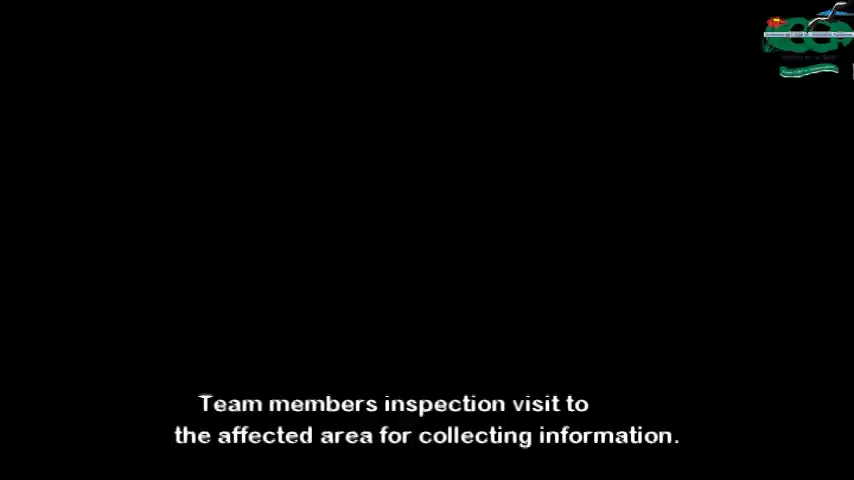 Team members inspection visit to
the affected area for collecting information.